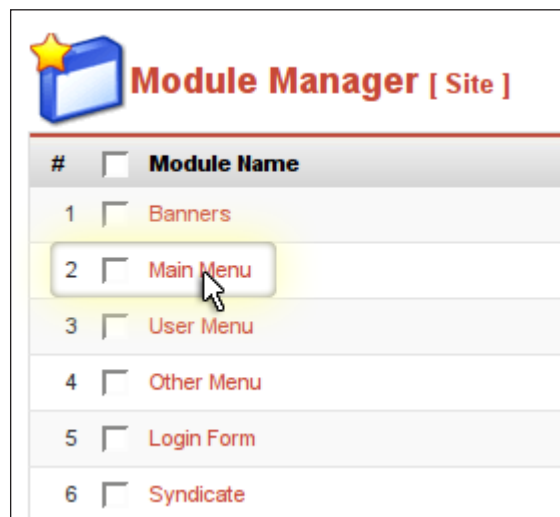 Module Manager [ Site ]
# Module Name
1 Banners
2 Main Menu
3 User Menu
4 Other Menu
5 Login Form
6 Syndicate